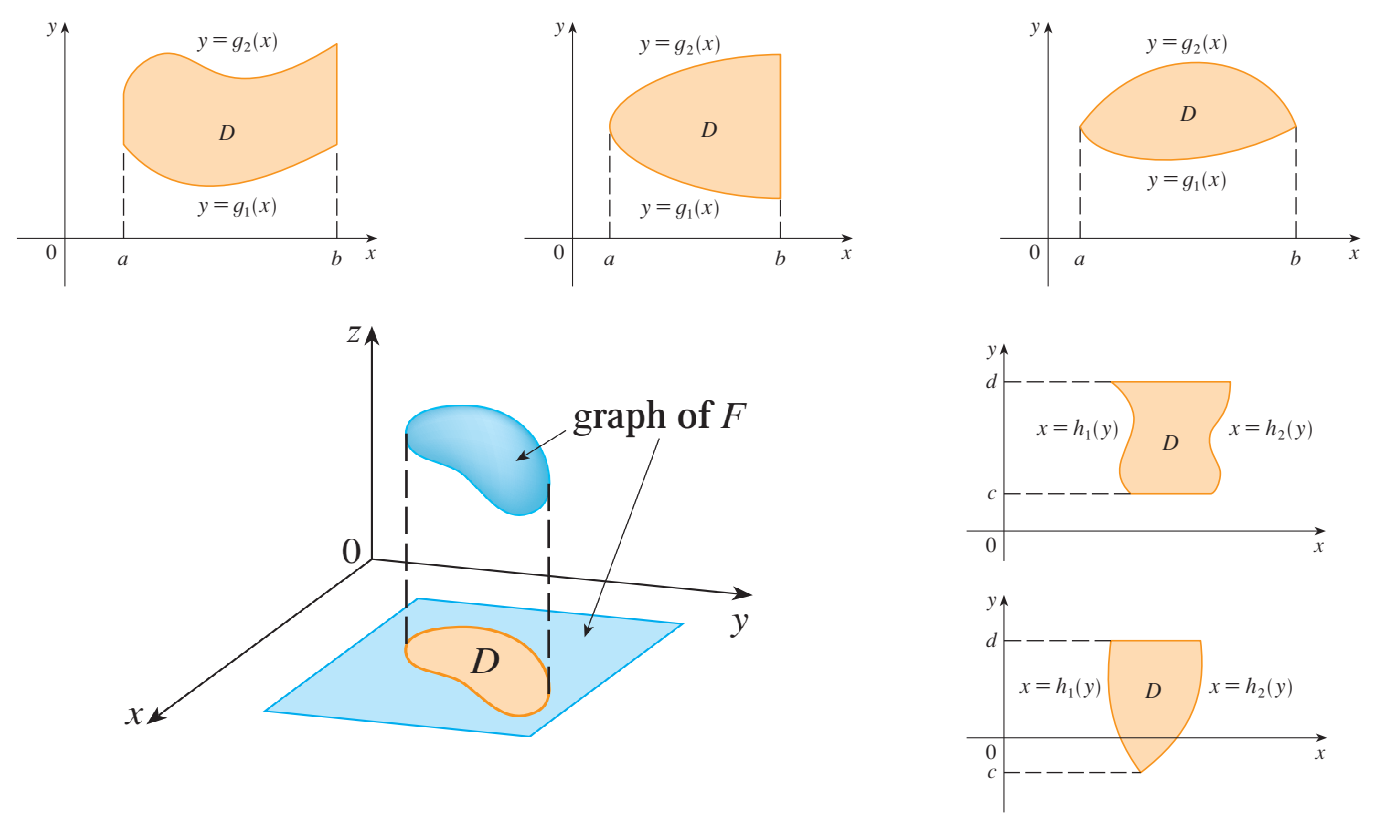 y
y = g₂(x)
D
y = g₁(x)
0
a
b
x
y
y = g₂(x)
D
y = g₁(x)
0
a
b
x
y
y = g₂(x)
D
y = g₁(x)
0
a
b
x
z
graph of F
0
y
D
x
y
d
x = h₁(y)
D
x = h₂(y)
c
0
x
y
d
x = h₁(y)
D
x = h₂(y)
0
x
c